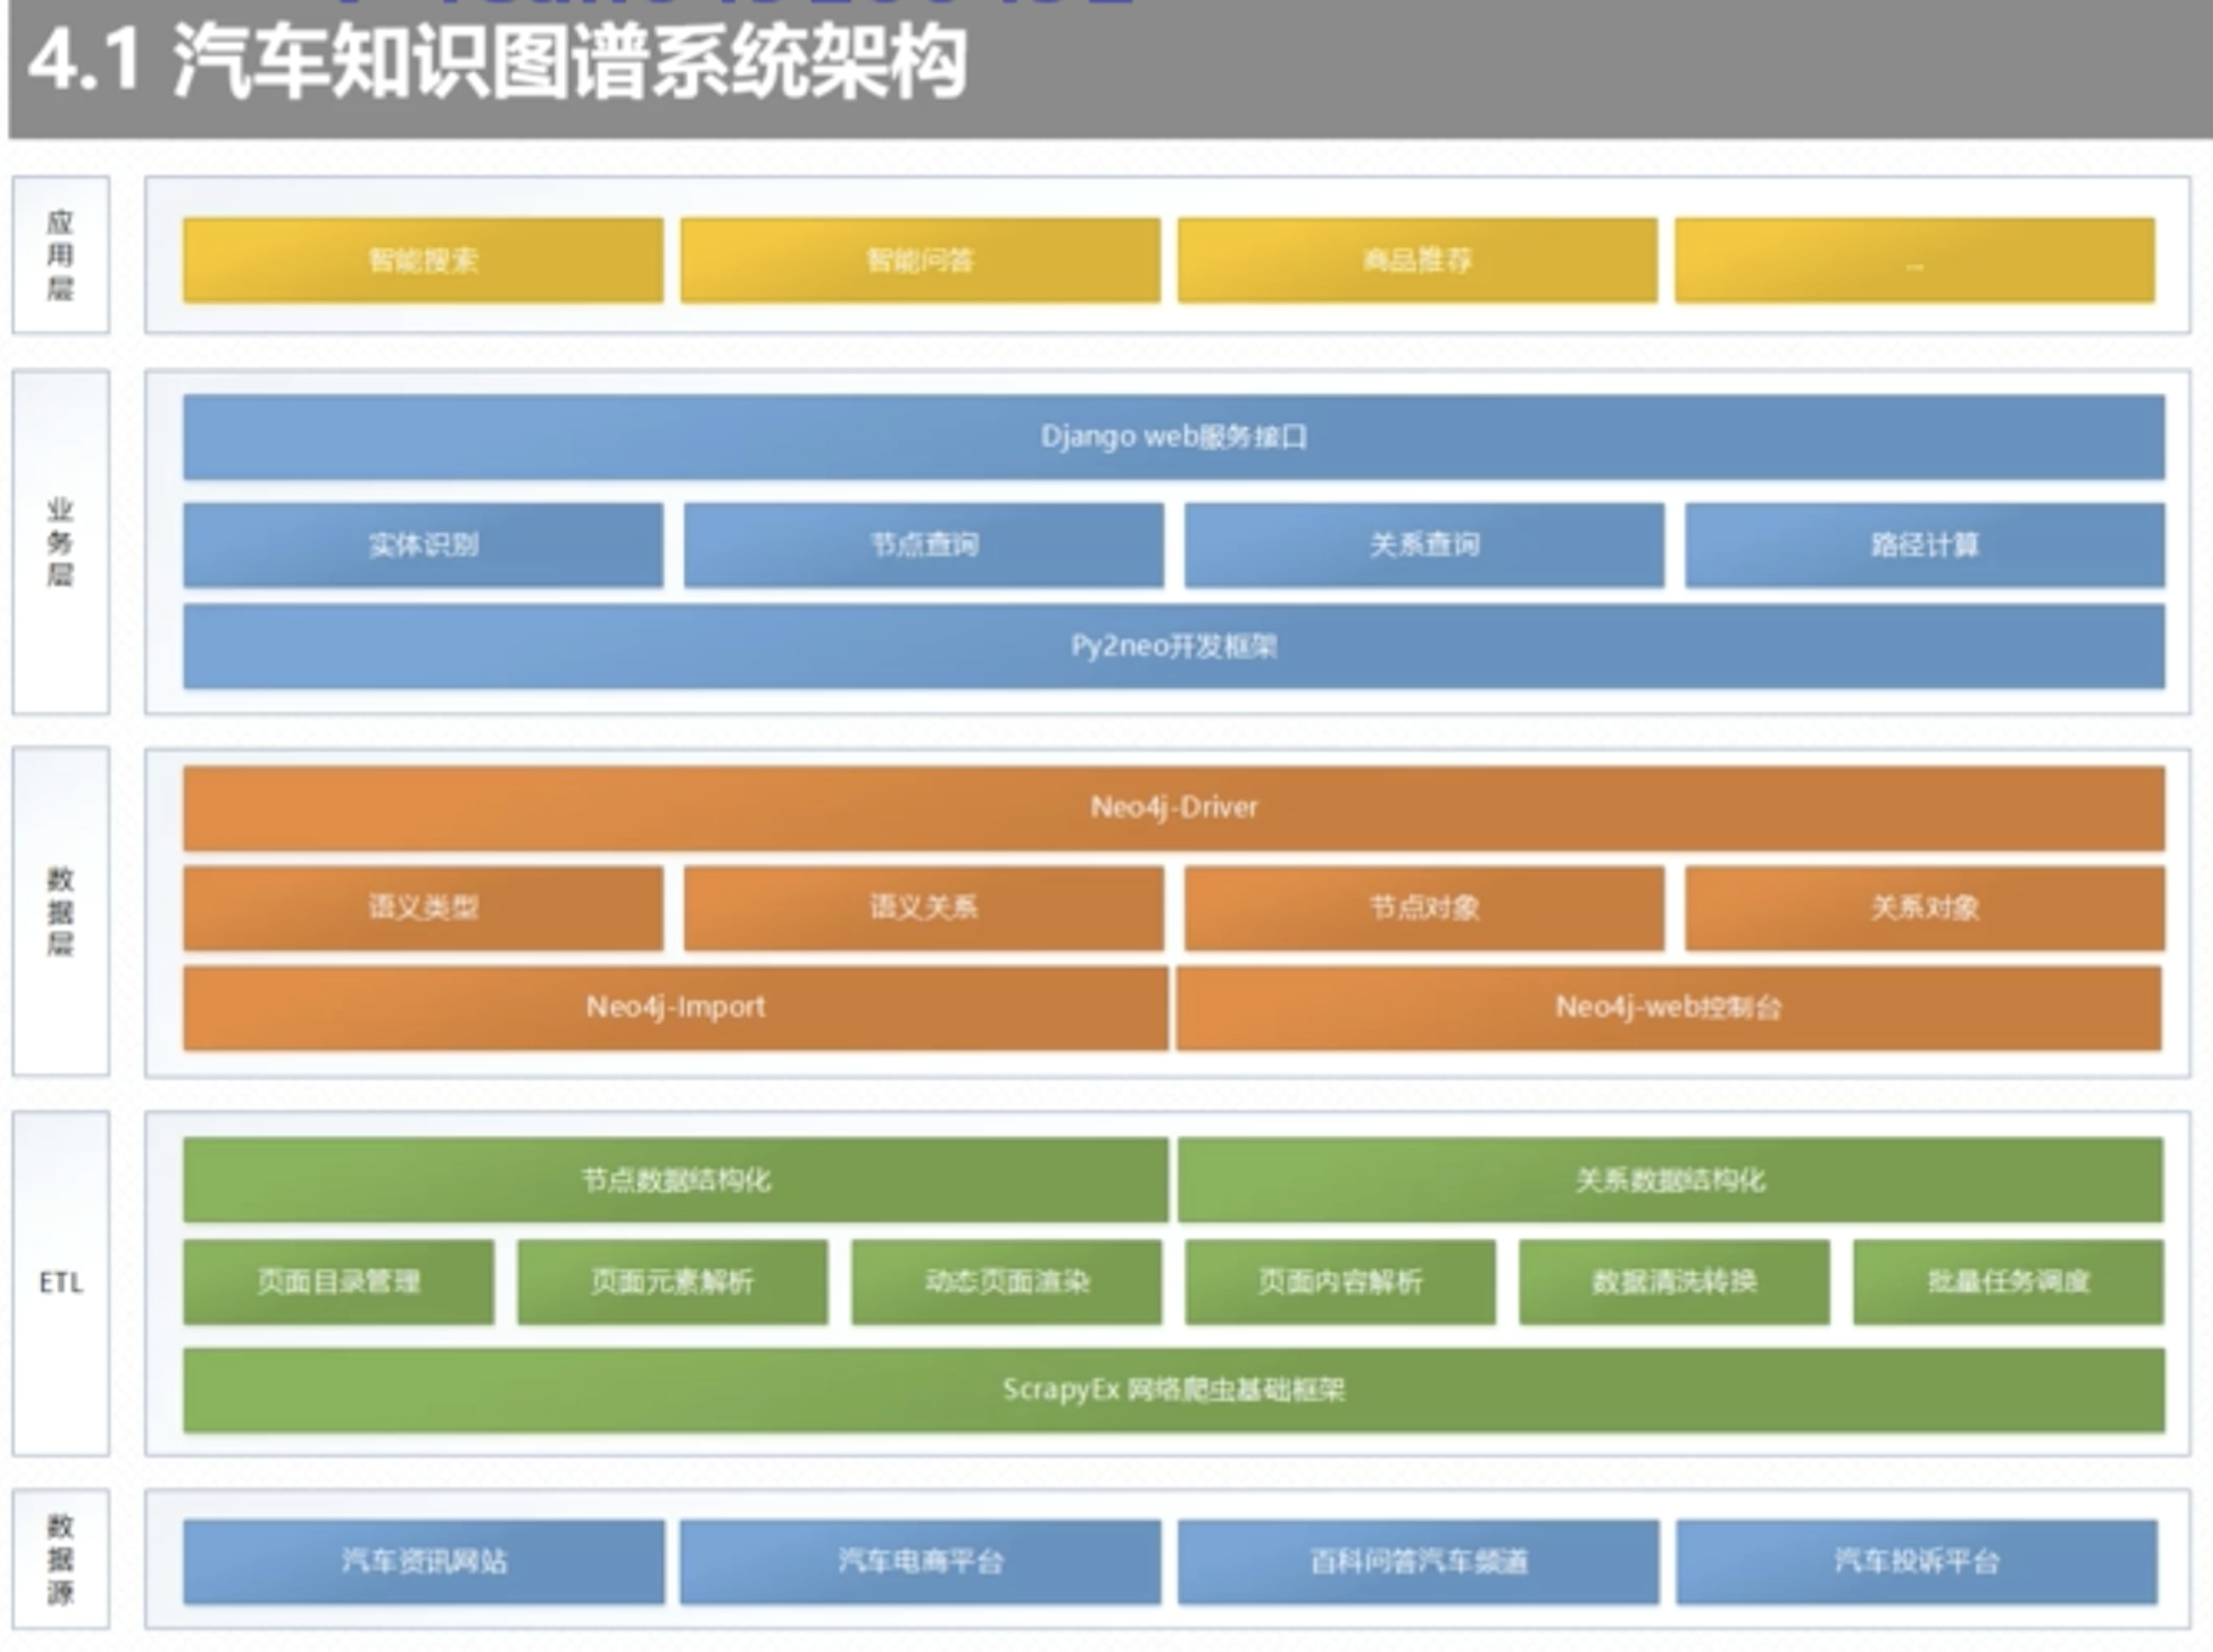 4.1 汽车知识图谱系统架构
应用层
智能搜索
智能问答
商品推荐
...
业务层
Django web服务接口
实体识别
节点查询
关系查询
路径计算
Py2neo开发框架
数据层
Neo4j-Driver
语义类型
语义关系
节点对象
关系对象
Neo4j-Import
Neo4j-web控制台
ETL
节点数据结构化
关系数据结构化
页面目录管理
页面元素解析
动态页面渲染
页面内容解析
数据清洗转换
批量任务调度
ScrapyEx 网络爬虫基础框架
数据源
汽车资讯网站
汽车电商平台
百科问答汽车频道
汽车投诉平台